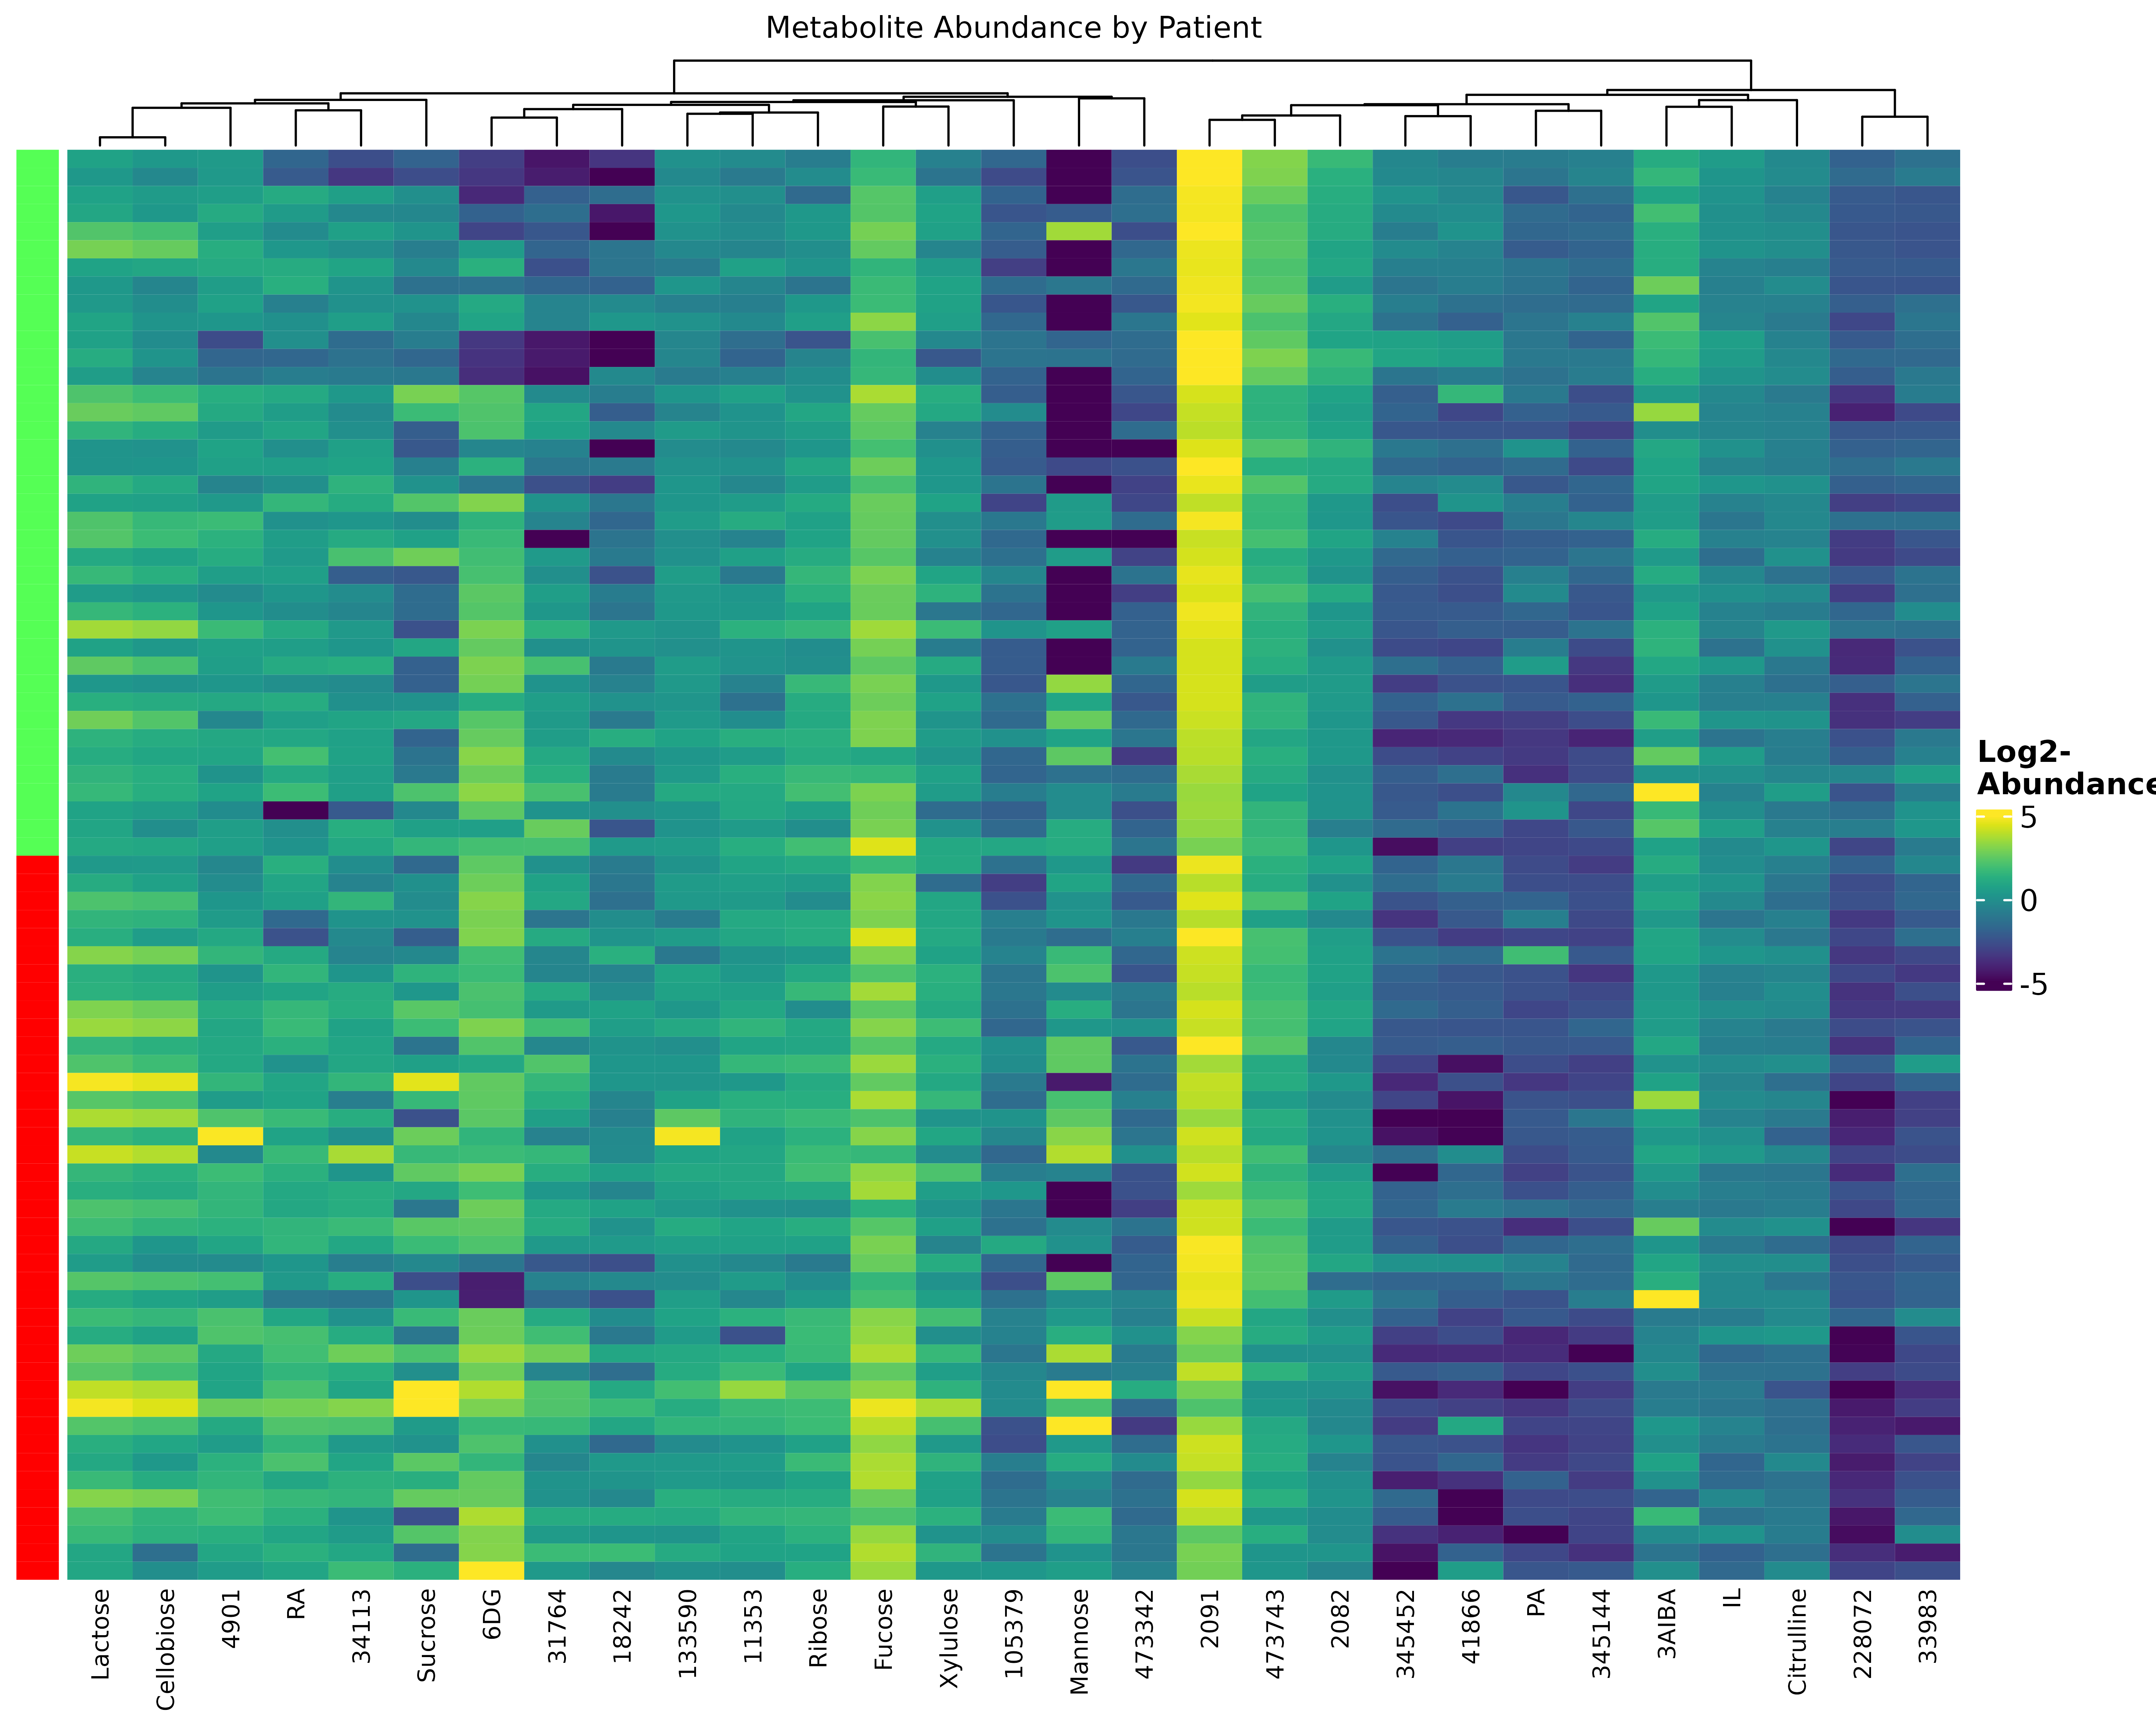 Metabolite Abundance by Patient
Log2-
Abundance
5
0
-5
Lactose
Cellobiose
4901
RA
34113
Sucrose
6DG
31764
18242
133590
11353
Ribose
Fucose
Xylulose
105379
Mannose
473342
2091
473743
2082
345452
41866
PA
345144
3AIBA
IL
Citrulline
228072
33983